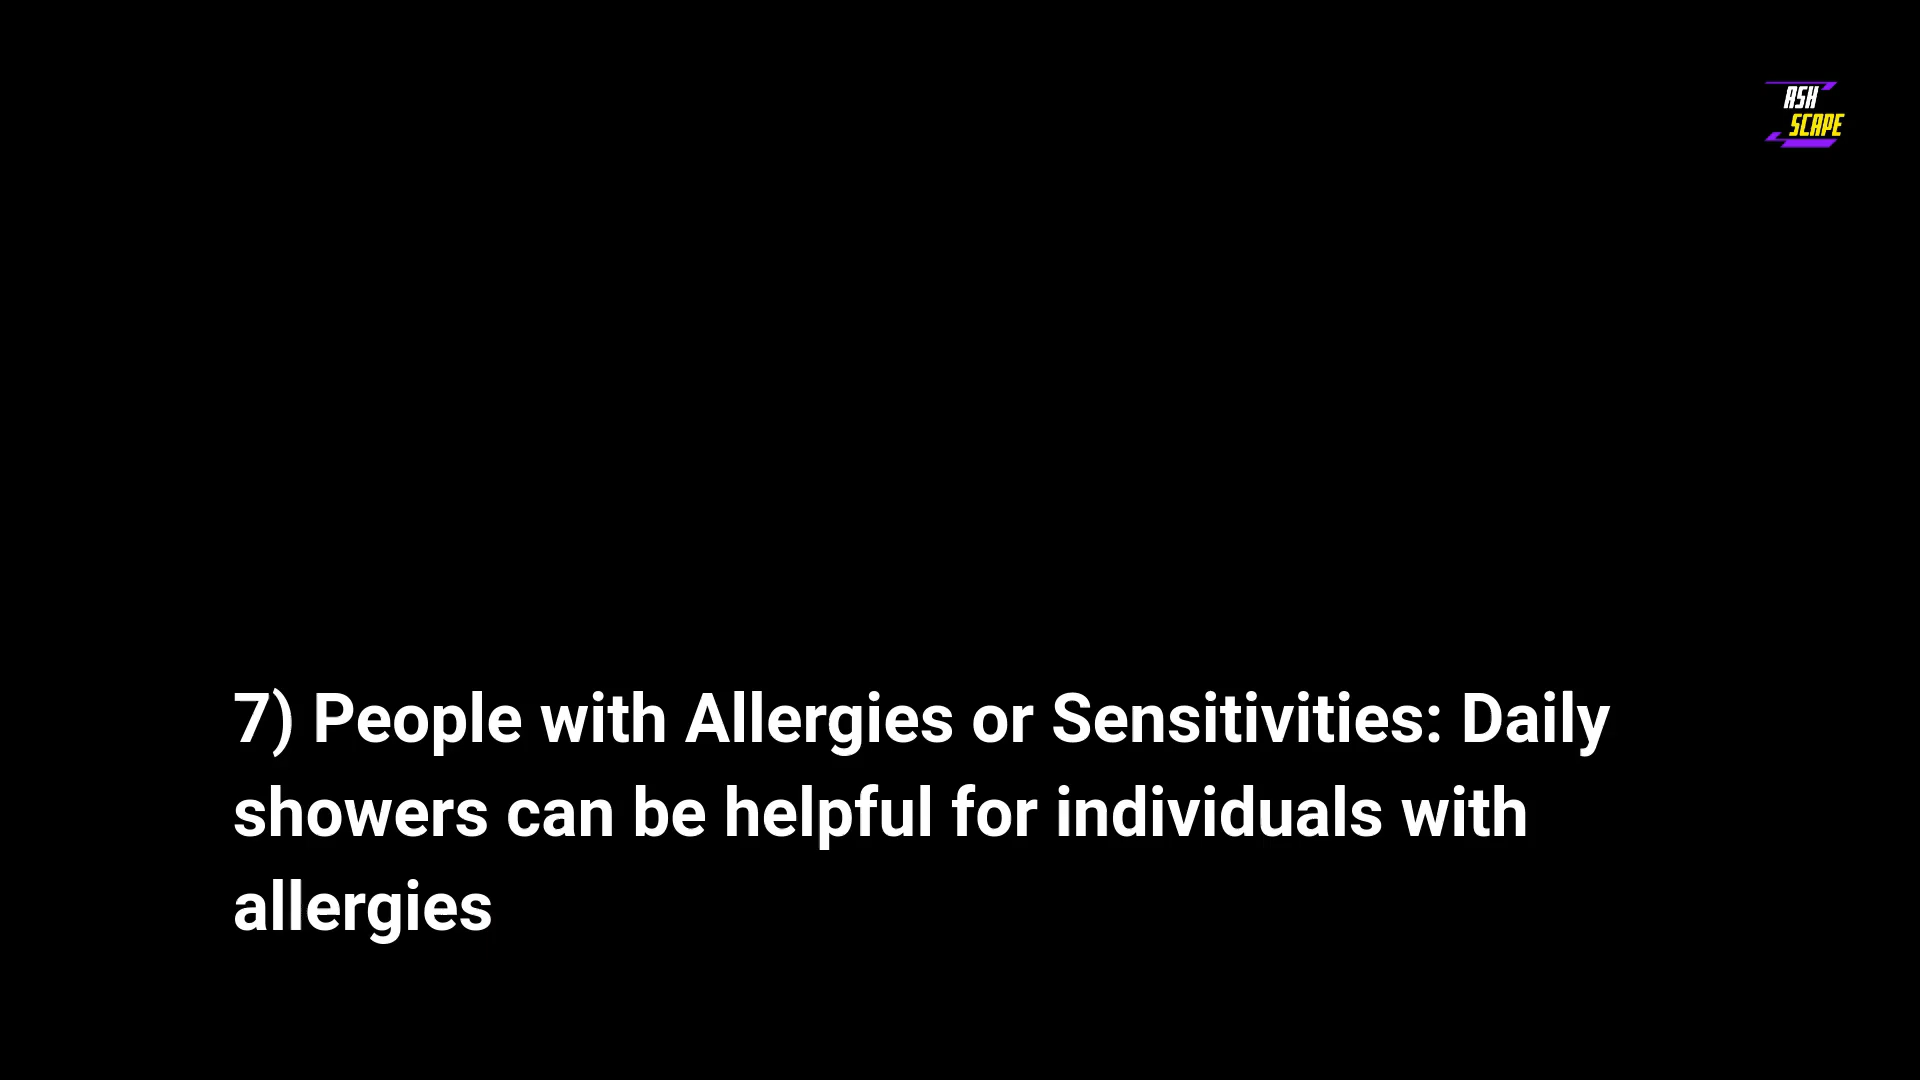 ASH
SCAPE
7) People with Allergies or Sensitivities: Daily
showers can be helpful for individuals with
allergies